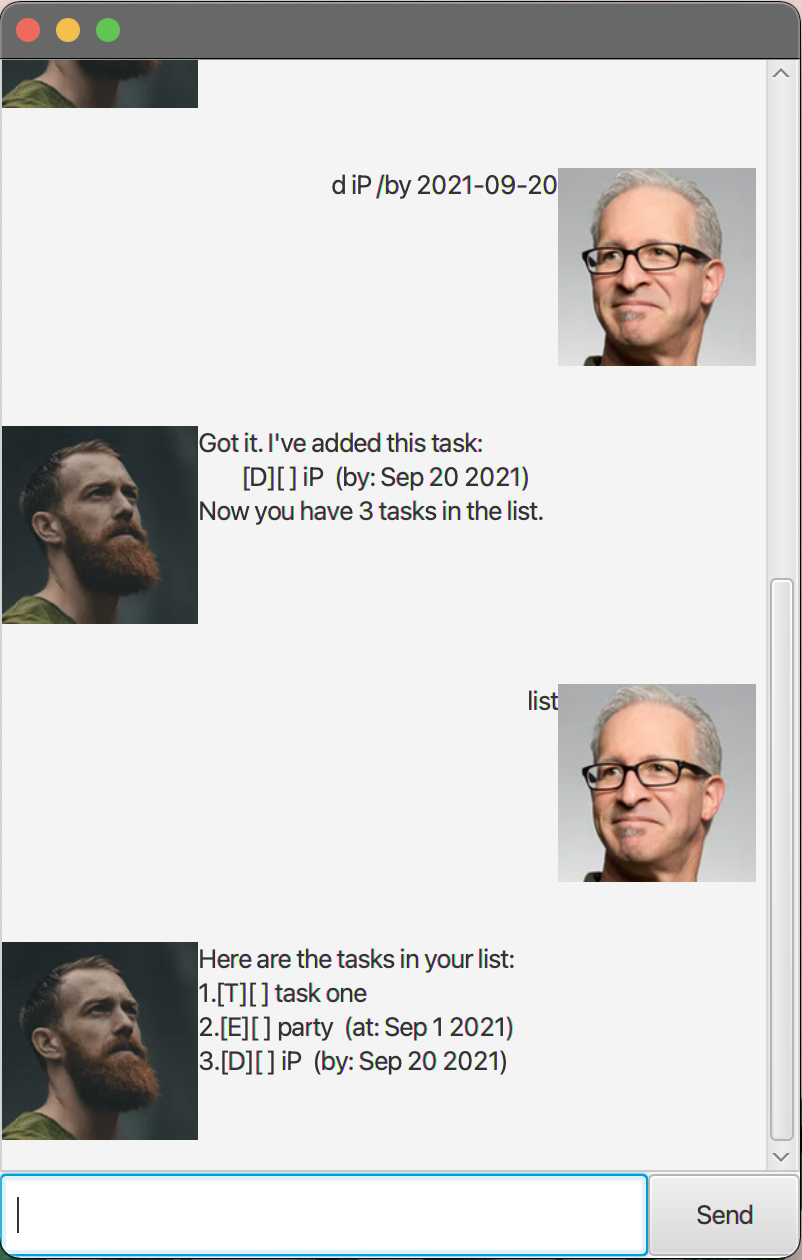 d iP /by 2021-09-20
Got it. I've added this task:
[D][ ] iP  (by: Sep 20 2021)
Now you have 3 tasks in the list.
list
Here are the tasks in your list:
1.[T][ ] task one
2.[E][ ] party  (at: Sep 1 2021)
3.[D][ ] iP  (by: Sep 20 2021)
Send